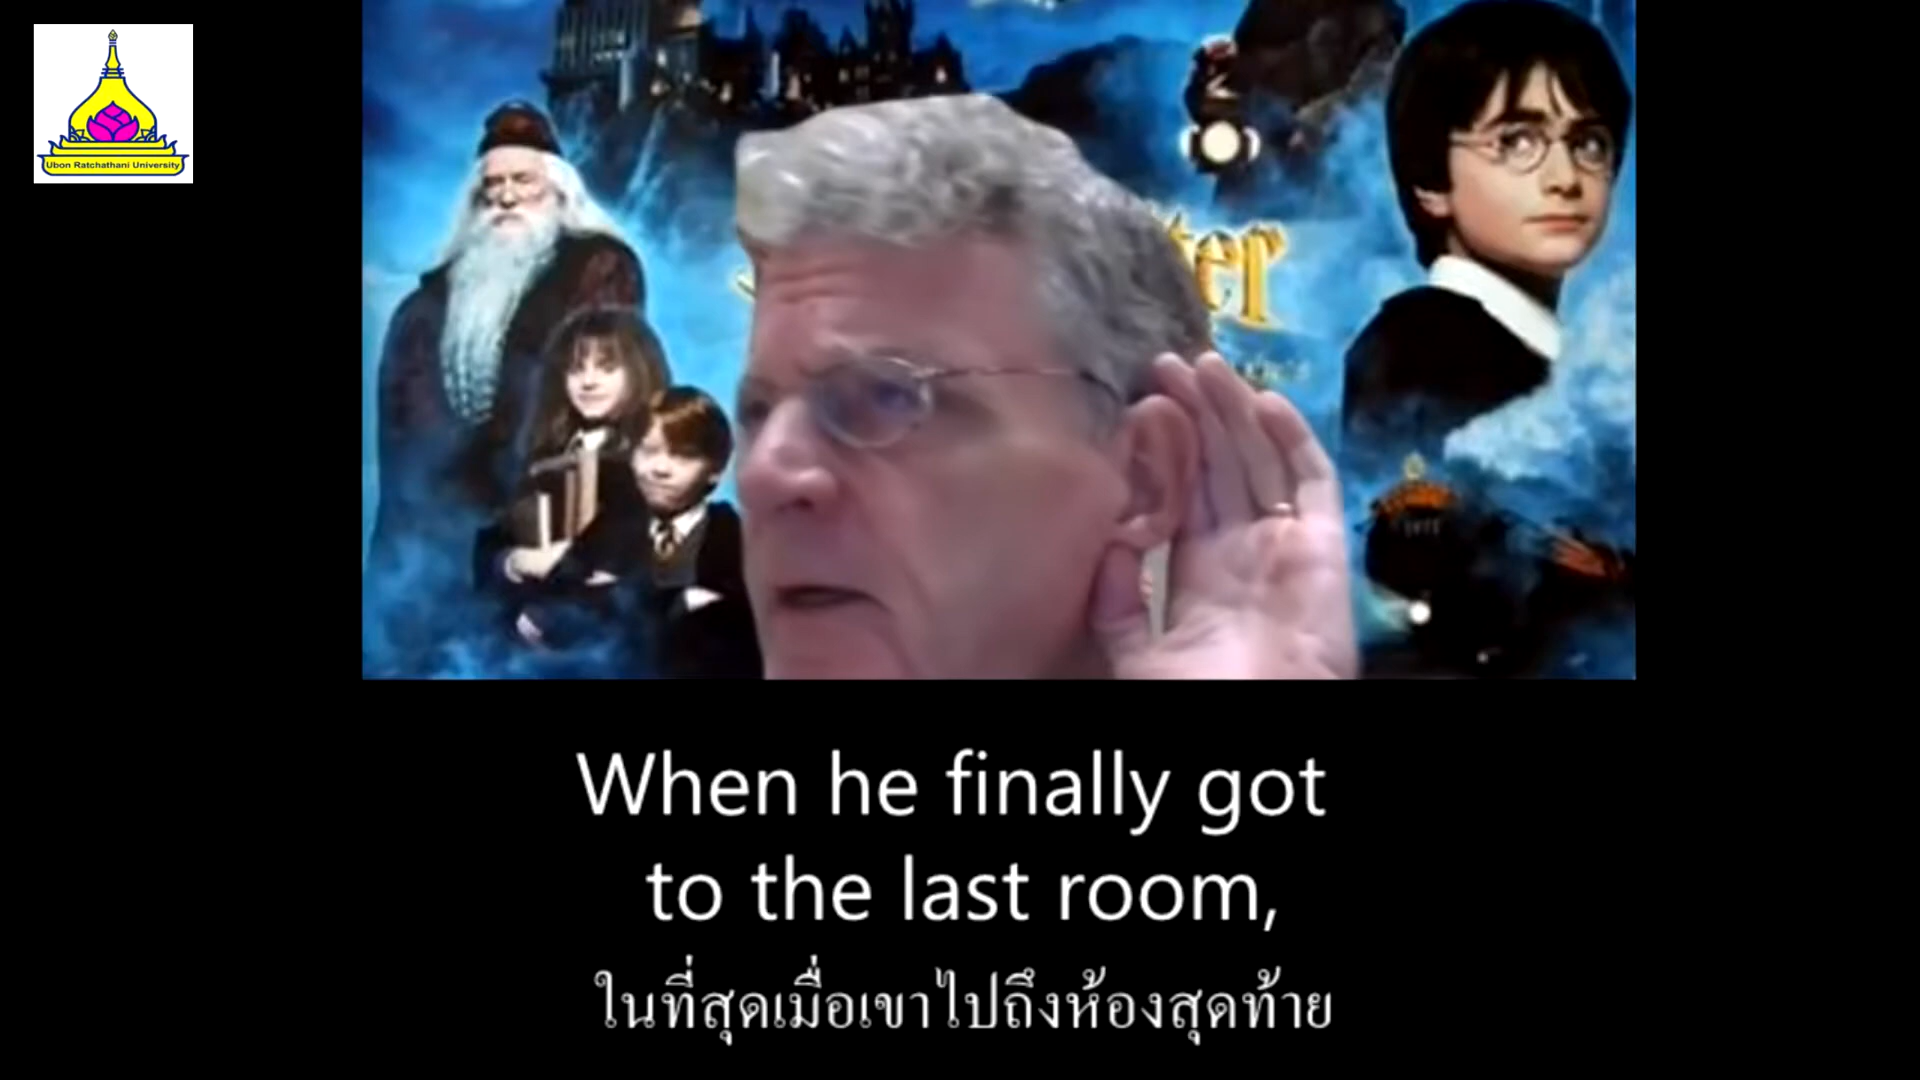 Ubon Ratchathani University
tter
When he finally got
to the last room,
ในที่สุดเมื่อเขาไปถึงห้องสุดท้าย